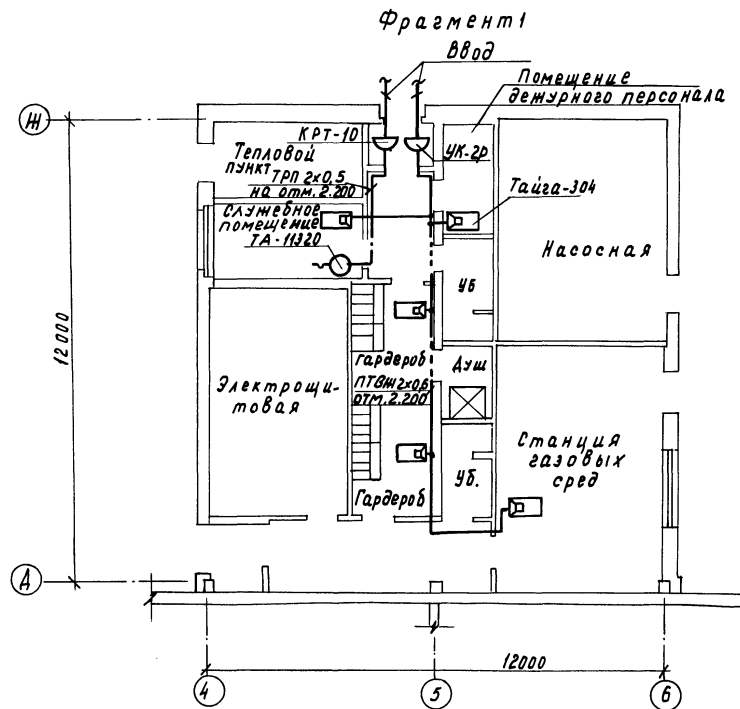 Фрагмент 1
Ввод
Помещение
дежурного персонала
Ж
КРТ-10
УК-2р
Тепловой
пункт
ТРП 2х0,5
на отм. 2.200
Тайга-304
Служебное
помещение
ТА-11320
Насосная
Уб
12000
гардероб
Душ
Электрощи-
товая
ПТВЖ 2х0,6
отм. 2.200
Станция
газовых
сред
Уб.
Гардероб
Д
12000
4
5
6